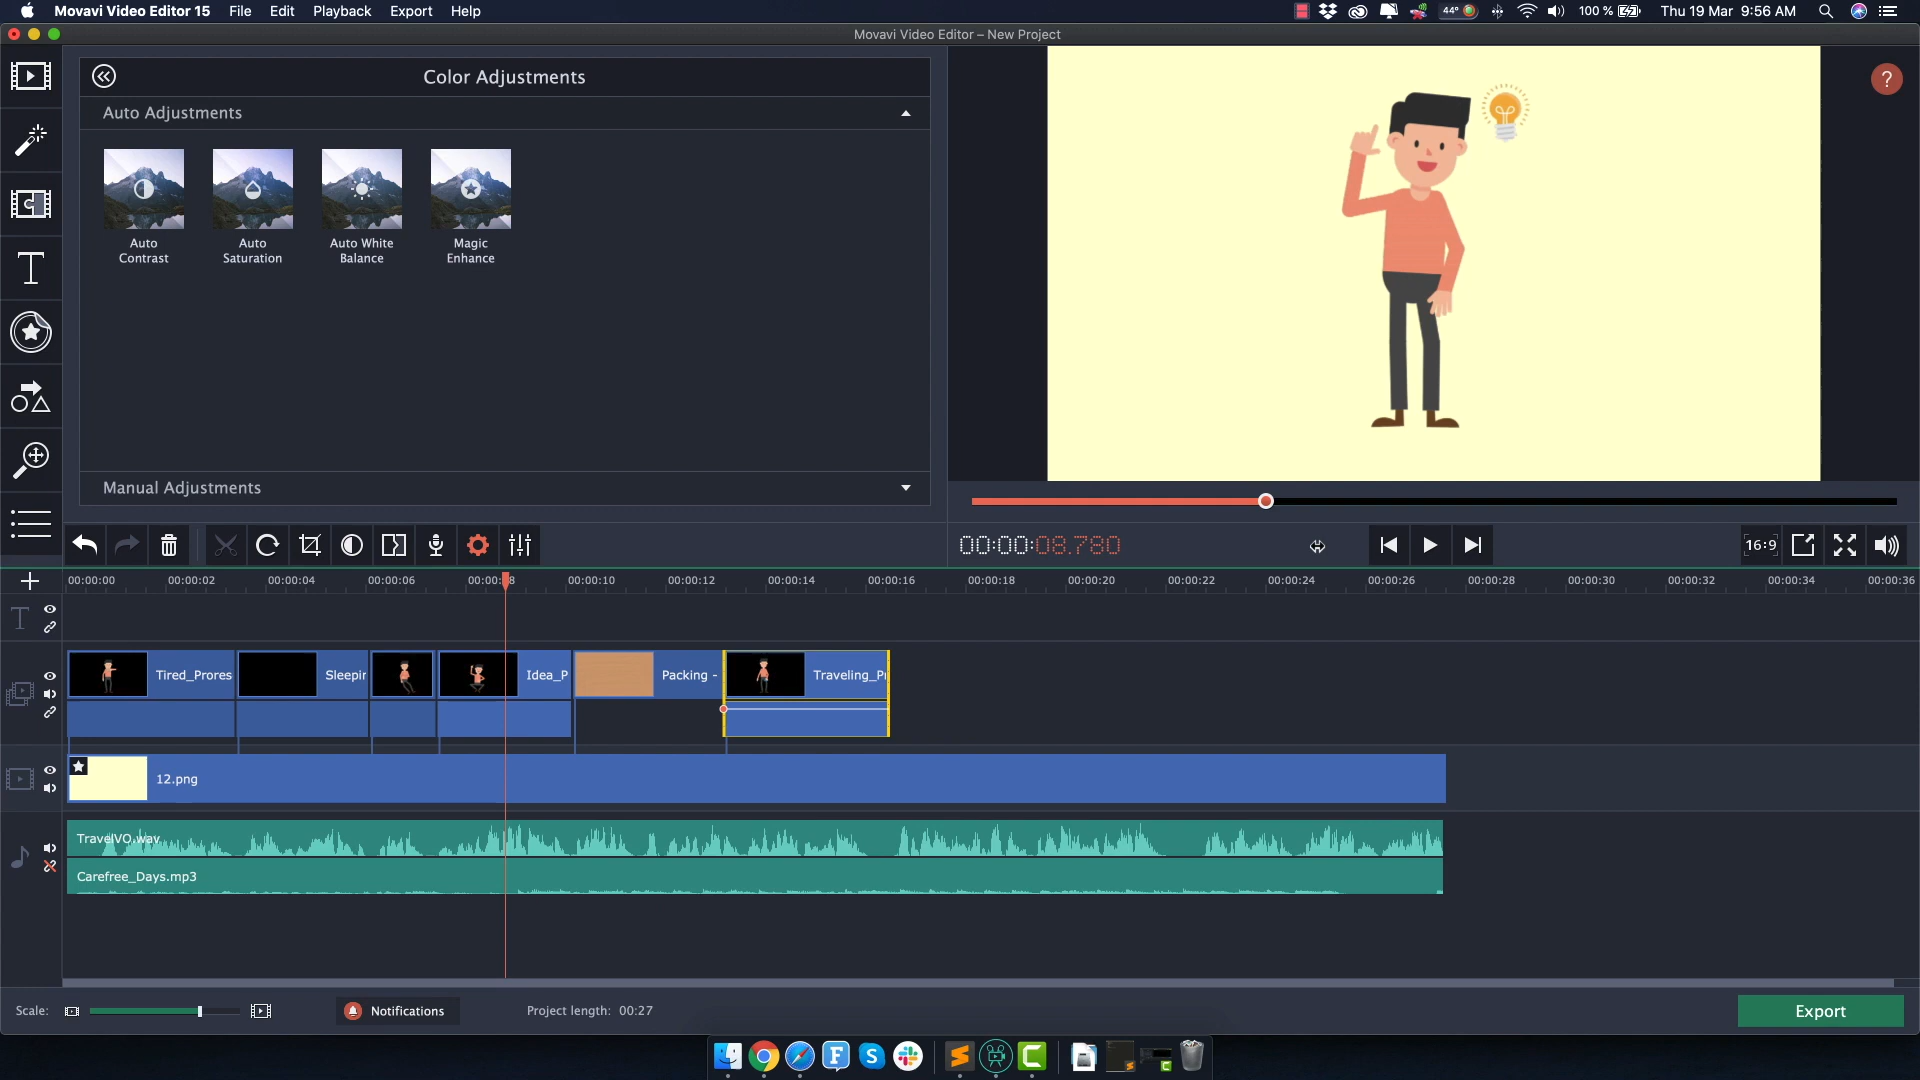 Movavi Video Editor 15 File Edit Playback Export Help
44° 100 % Thu 19 Mar 9:56 AM
Movavi Video Editor – New Project
Color Adjustments
?
Auto Adjustments
Auto Contrast
Auto Saturation
Auto White Balance
Magic Enhance
Manual Adjustments
00:00:08.780
16:9
00:00:00 00:00:02 00:00:04 00:00:06 00:00:08 00:00:10 00:00:12 00:00:14 00:00:16 00:00:18 00:00:20 00:00:22 00:00:24 00:00:26 00:00:28 00:00:30 00:00:32 00:00:34 00:00:36
T
Tired_Prores Sleepin Idea_P Packing - Traveling_Pr
12.png
TravelVO.wav
Carefree_Days.mp3
Scale: Notifications Project length: 00:27 Export